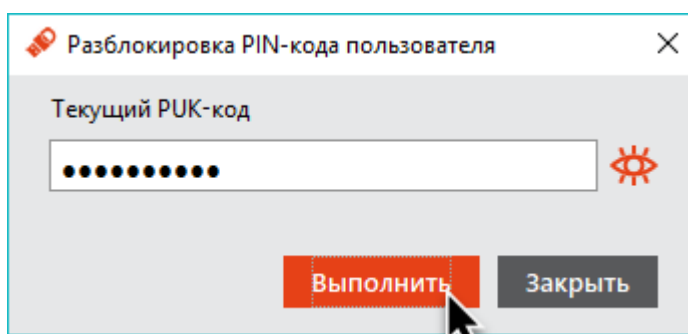 Разблокировка PIN-кода пользователя
Текущий PUK-код
••••••••••
Выполнить
Закрыть